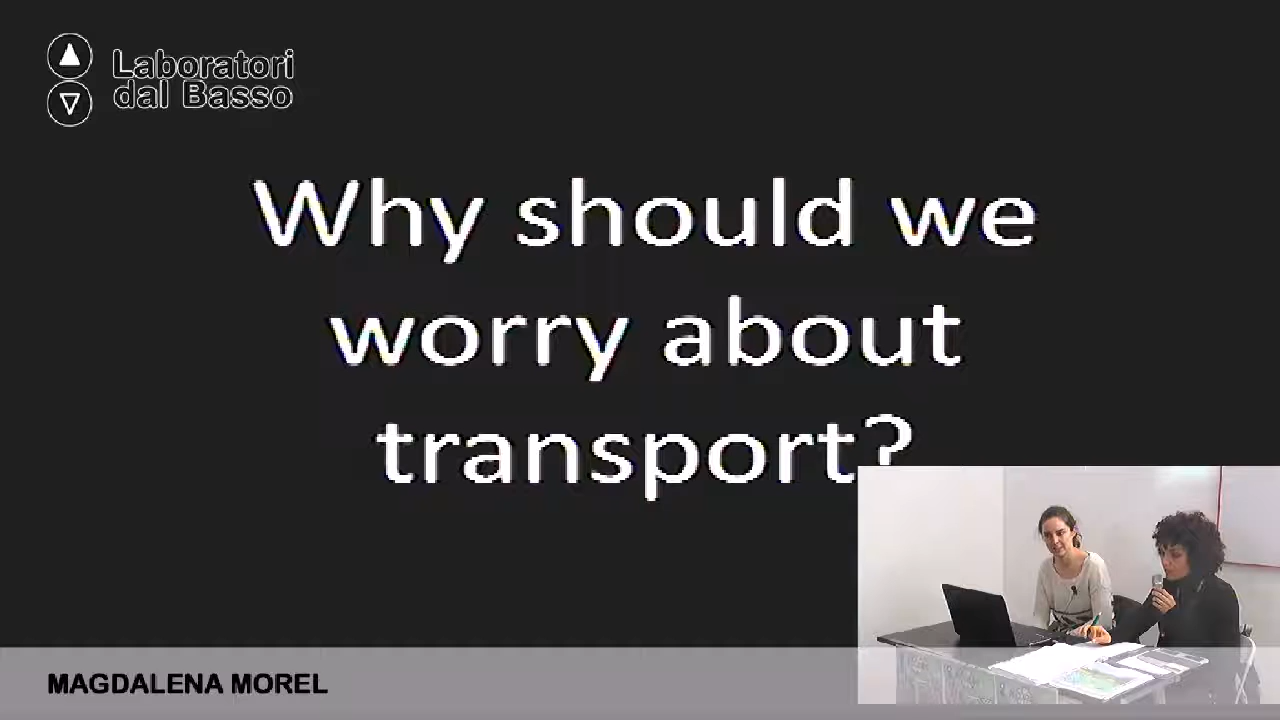 Laboratori
dal Basso
Why should we
worry about
transport?
MAGDALENA MOREL